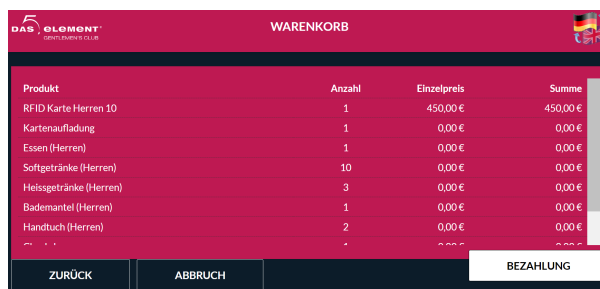 5
DAS ELEMENT
GENTLEMEN'S CLUB
WARENKORB
Produkt Anzahl Einzelpreis Summe
RFID Karte Herren 10 1 450,00 € 450,00 €
Kartenaufladung 1 0,00 € 0,00 €
Essen (Herren) 1 0,00 € 0,00 €
Softgetränke (Herren) 10 0,00 € 0,00 €
Heissgetränke (Herren) 3 0,00 € 0,00 €
Bademantel (Herren) 1 0,00 € 0,00 €
Handtuch (Herren) 2 0,00 € 0,00 €
ZURÜCK ABBRUCH BEZAHLUNG